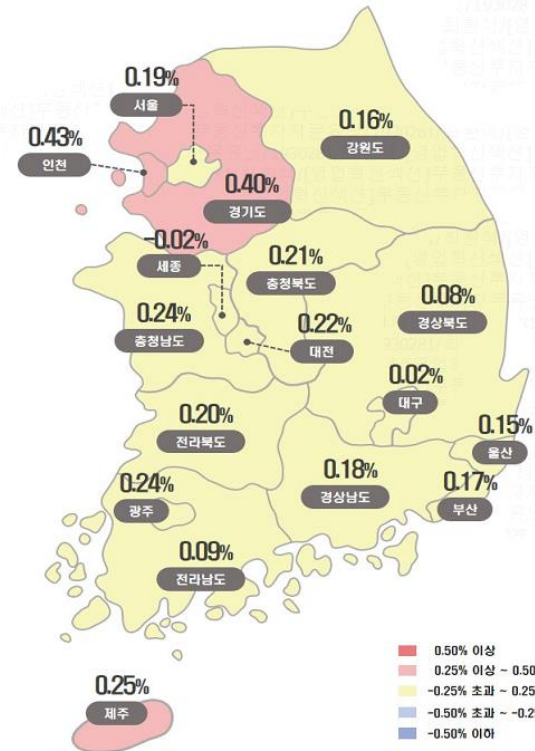 0.19%
서울
0.43%
인천
0.16%
강원도
0.40%
경기도
-0.02%
세종
0.21%
충청북도
0.08%
경상북도
0.24%
충청남도
0.22%
대전
0.02%
대구
0.20%
전라북도
0.15%
울산
0.18%
경상남도
0.17%
부산
0.24%
광주
0.09%
전라남도
0.25%
제주
0.50% 이상
0.25% 이상 ~ 0.50
-0.25% 초과 ~ 0.25
-0.50% 초과 ~ -0.2
-0.50% 이하